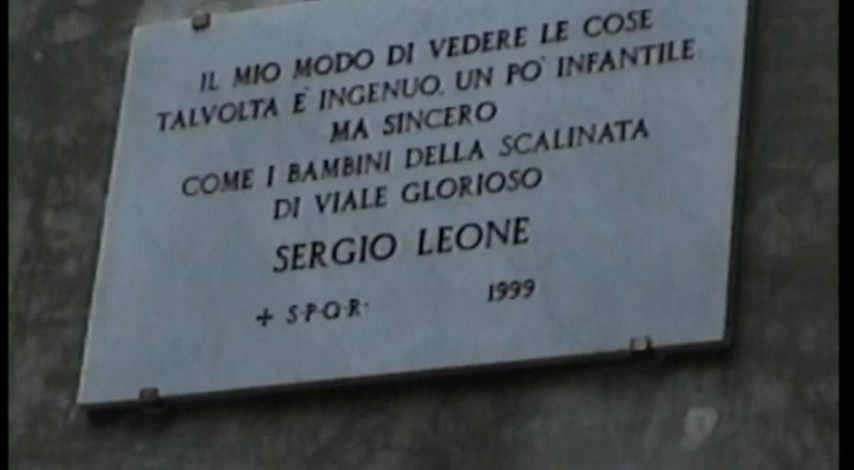 IL MIO MODO DI VEDERE LE COSE
TALVOLTA E' INGENUO, UN PO' INFANTILE
MA SINCERO
COME I BAMBINI DELLA SCALINATA
DI VIALE GLORIOSO
SERGIO LEONE
+ S·P·Q·R· 1999